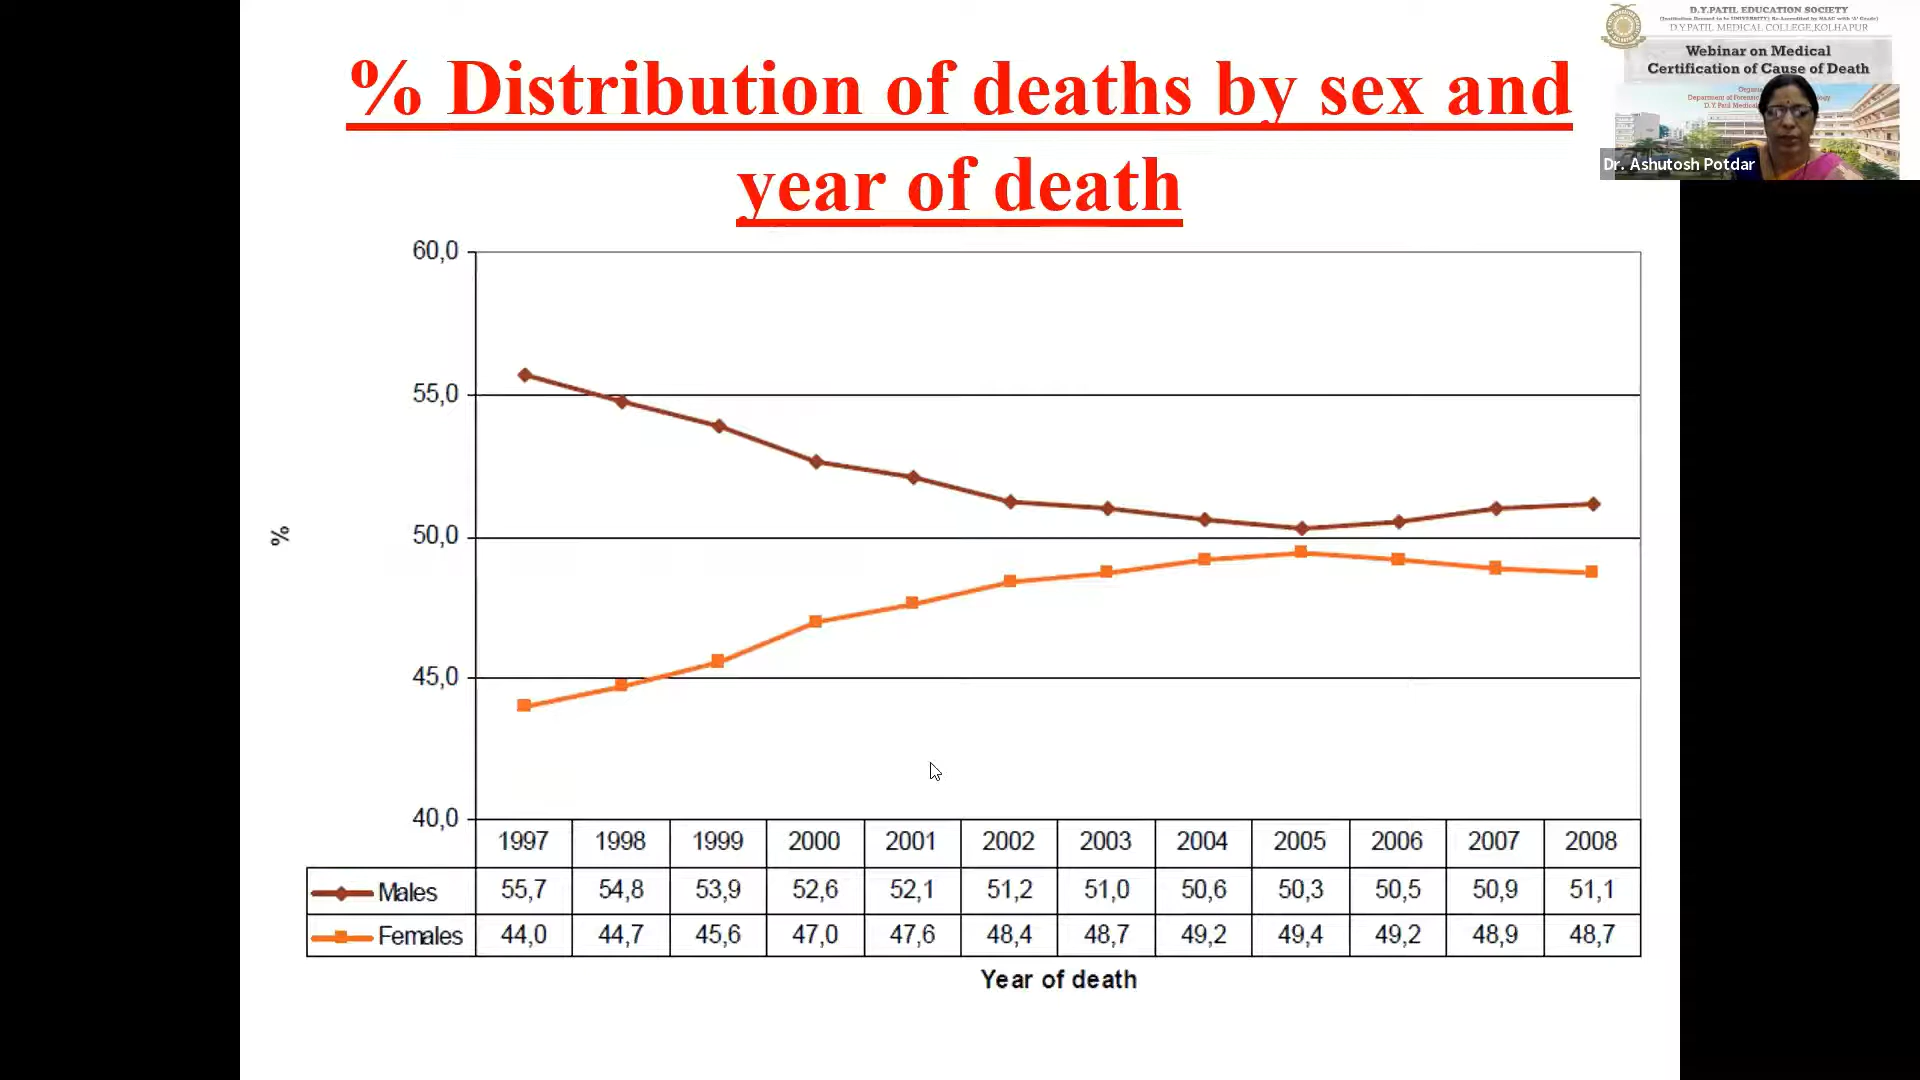 % Distribution of deaths by sex and
year of death
D.Y.PATIL EDUCATION SOCIETY
D.Y.PATIL MEDICAL COLLEGE,KOLHAPUR
Webinar on Medical
Certification of Cause of Death
Dr. Ashutosh Potdar
60,0
55,0
50,0
45,0
40,0
%
1997 1998 1999 2000 2001 2002 2003 2004 2005 2006 2007 2008
Males 55,7 54,8 53,9 52,6 52,1 51,2 51,0 50,6 50,3 50,5 50,9 51,1
Females 44,0 44,7 45,6 47,0 47,6 48,4 48,7 49,2 49,4 49,2 48,9 48,7
Year of death